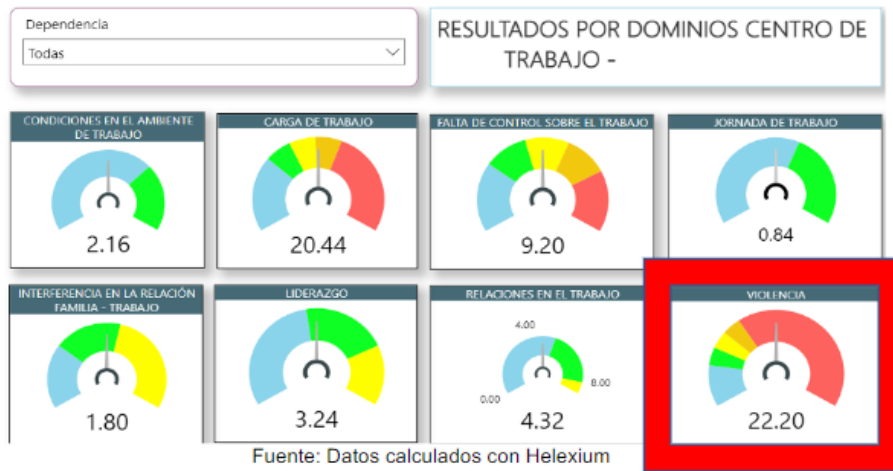 Dependencia
Todas
RESULTADOS POR DOMINIOS CENTRO DE
TRABAJO -
CONDICIONES EN EL AMBIENTE
DE TRABAJO
2.16
CARGA DE TRABAJO
20.44
FALTA DE CONTROL SOBRE EL TRABAJO
9.20
JORNADA DE TRABAJO
0.84
INTERFERENCIA EN LA RELACIÓN
FAMILIA - TRABAJO
1.80
LIDERAZGO
3.24
RELACIONES EN EL TRABAJO
4.00
0.00
8.00
4.32
VIOLENCIA
22.20
Fuente: Datos calculados con Helexium